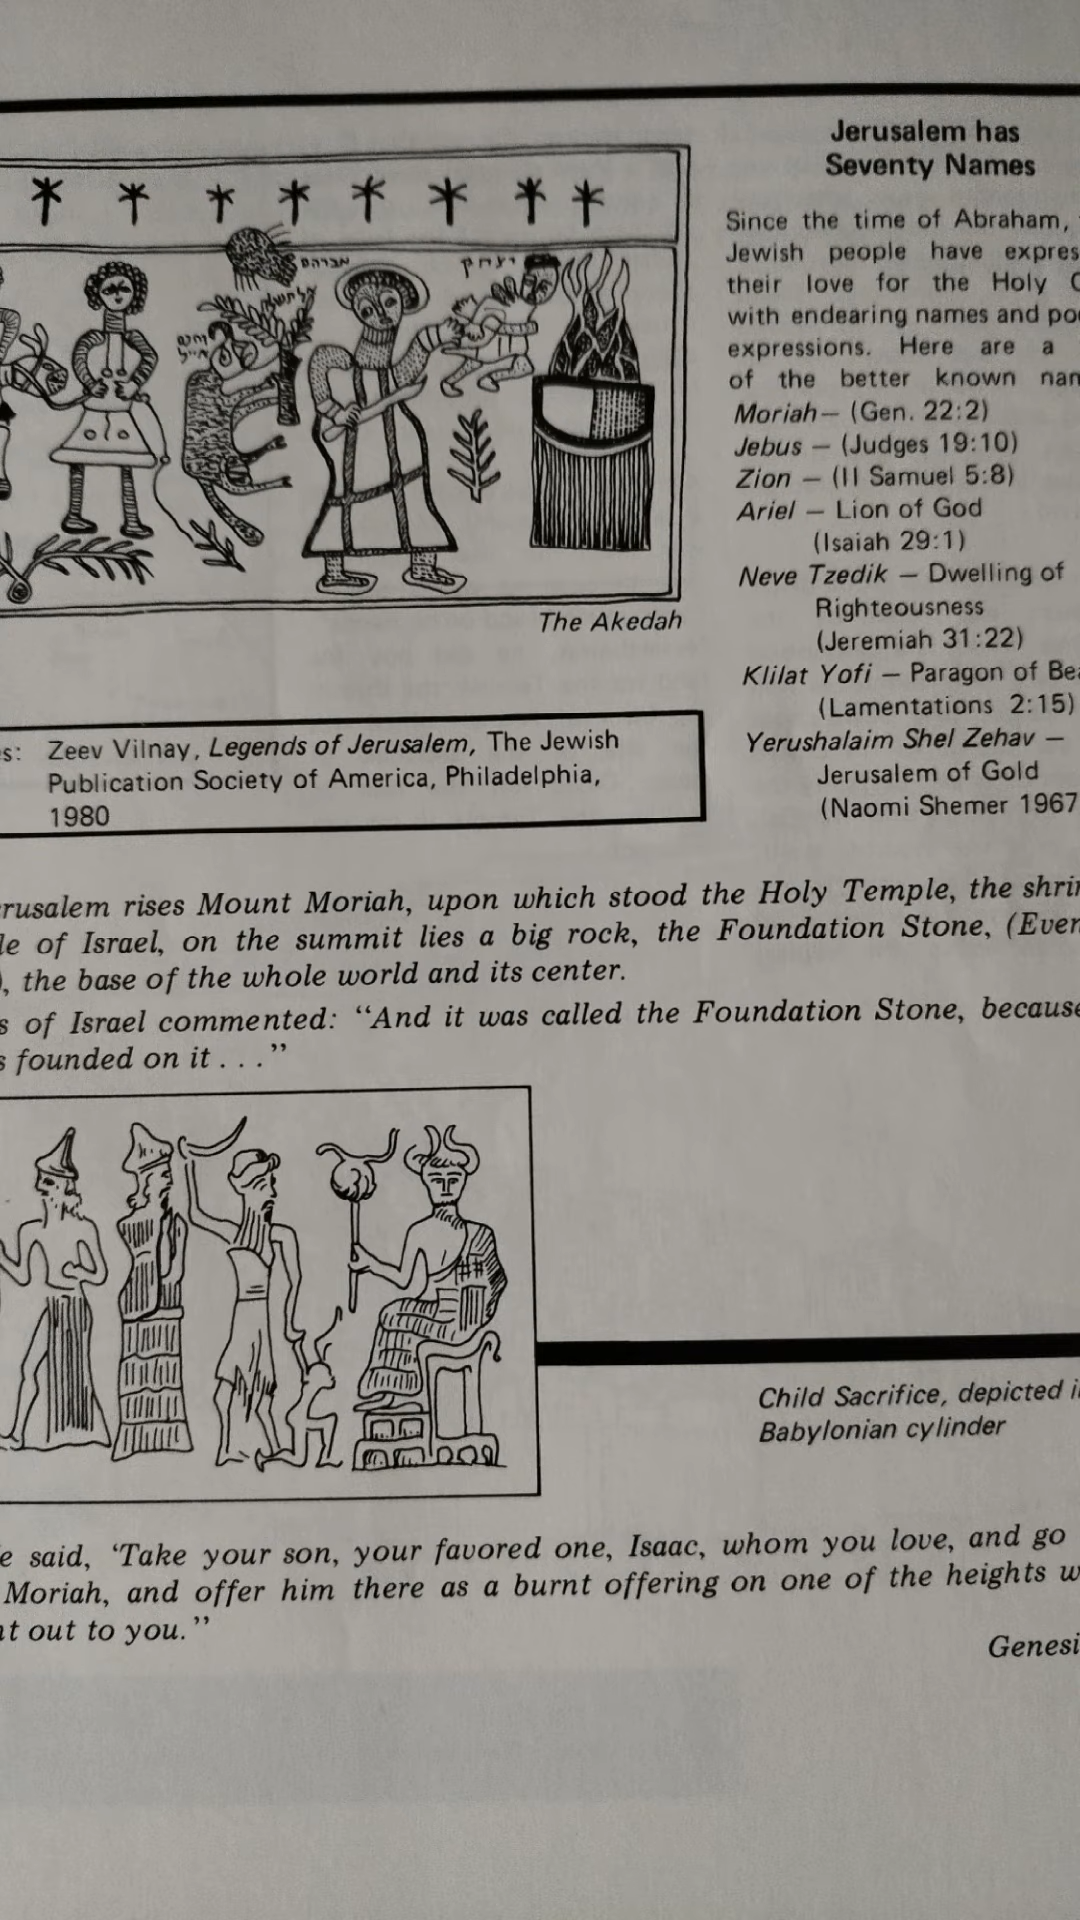 Jerusalem has
Seventy Names
Since the time of Abraham,
Jewish people have expres
their love for the Holy C
with endearing names and po
expressions. Here are a
of the better known nam
Moriah— (Gen. 22:2)
Jebus — (Judges 19:10)
Zion — (II Samuel 5:8)
Ariel — Lion of God
(Isaiah 29:1)
Neve Tzedik — Dwelling of
Righteousness
(Jeremiah 31:22)
Klilat Yofi — Paragon of Bea
(Lamentations 2:15)
Yerushalaim Shel Zehav —
Jerusalem of Gold
(Naomi Shemer 1967
יצחק
The Akedah
s: Zeev Vilnay, Legends of Jerusalem, The Jewish
Publication Society of America, Philadelphia,
1980
rusalem rises Mount Moriah, upon which stood the Holy Temple, the shrin
le of Israel, on the summit lies a big rock, the Foundation Stone, (Even
), the base of the whole world and its center.
s of Israel commented: “And it was called the Foundation Stone, because
s founded on it . . .”
Child Sacrifice, depicted i
Babylonian cylinder
e said, ‘Take your son, your favored one, Isaac, whom you love, and go
Moriah, and offer him there as a burnt offering on one of the heights w
nt out to you.”
Genesi